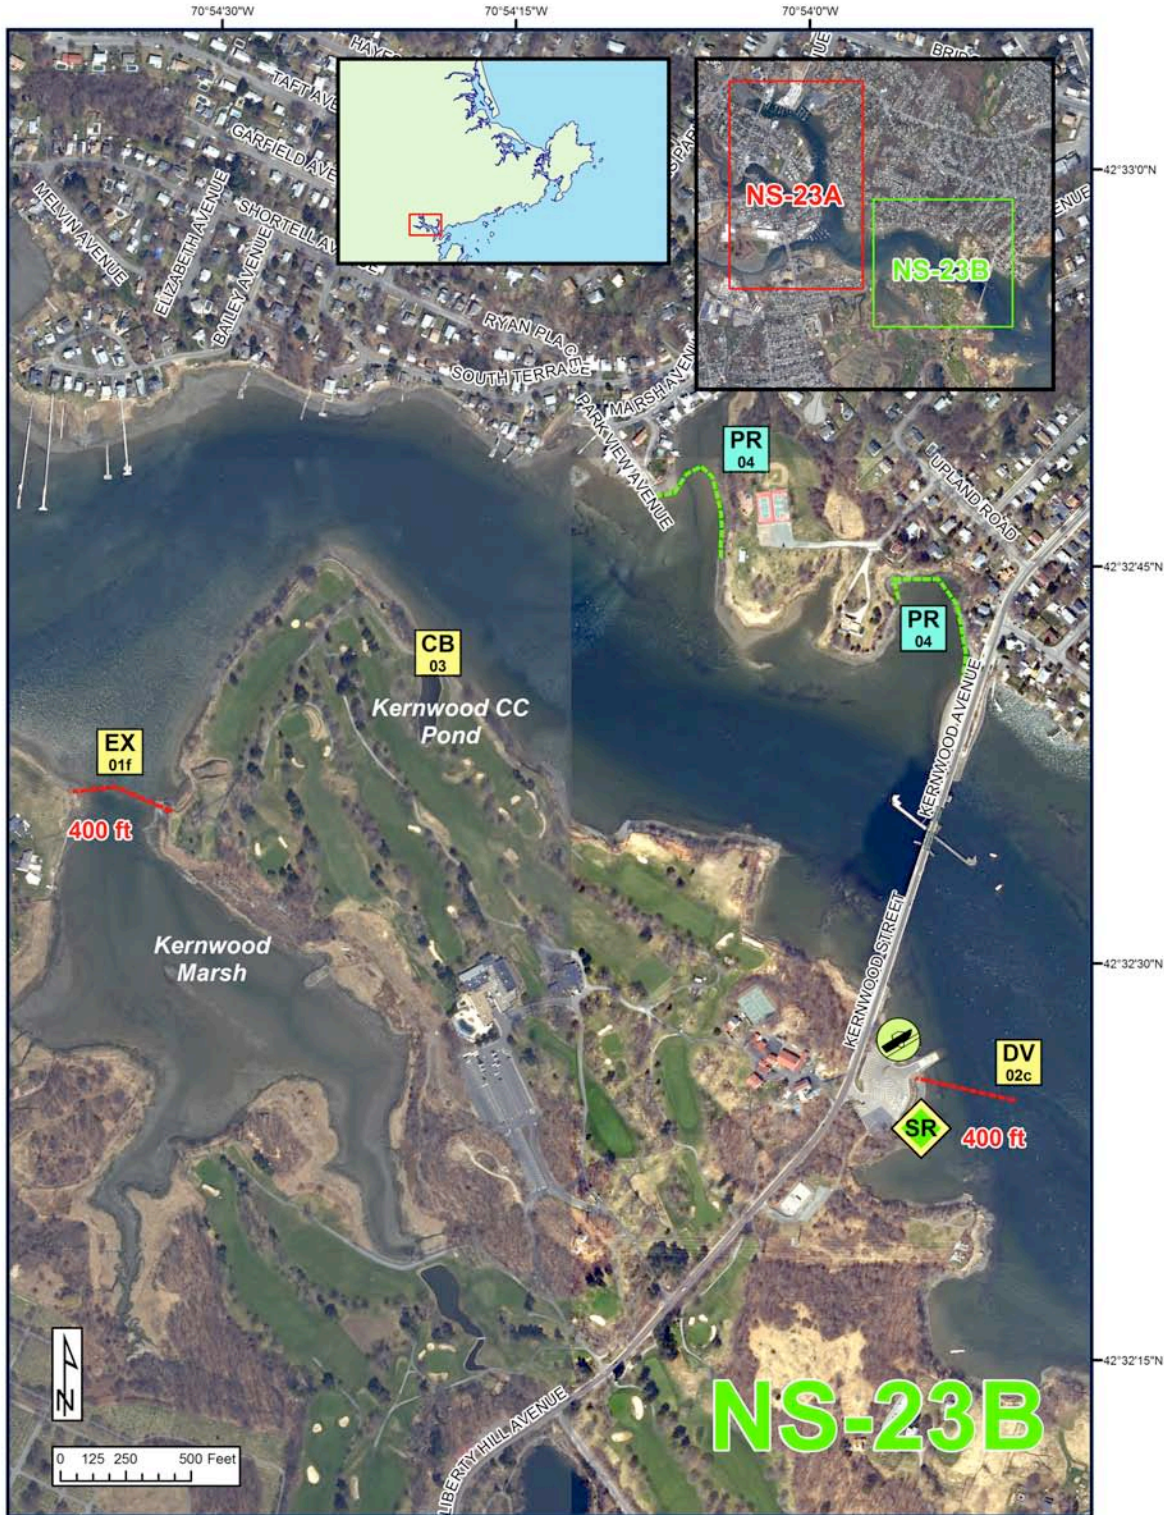 70°54'30"W
70°54'15"W
70°54'0"W
TAFT AVE
GARFIELD AVE
MELVIN AVENUE
ELIZABETH AVENUE
SHORTELL AVENUE
BAILEY AVENUE
RYAN PLACE
SOUTH TERRACE
MARSH AVENUE
PARK VIEW AVENUE
NS-23A
NS-23B
42°33'0"N
PR
04
UPLAND ROAD
42°32'45"N
PR
04
CB
03
Kernwood CC
Pond
KERNWOOD AVENUE
EX
01f
400 ft
Kernwood
Marsh
KERNWOOD STREET
42°32'30"N
DV
02c
SR
400 ft
42°32'15"N
NS-23B
LIBERTY HILL AVENUE
N
0 125 250 500 Feet